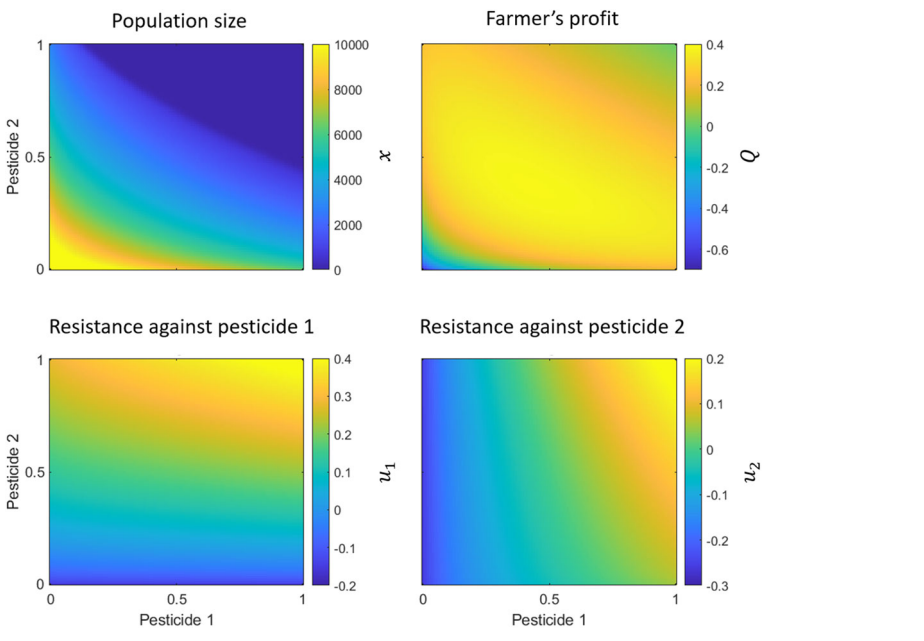 Population size
Farmer's profit
1
0.5
0
Pesticide 2
10000
8000
6000
4000
2000
0
x
0.4
0.2
0
-0.2
-0.4
-0.6
Q
Resistance against pesticide 1
Resistance against pesticide 2
1
0.5
0
Pesticide 2
0.4
0.3
0.2
0.1
0
-0.1
-0.2
u1
0.2
0.1
0
-0.1
-0.2
-0.3
u2
0 0.5 1
Pesticide 1
0 0.5 1
Pesticide 1